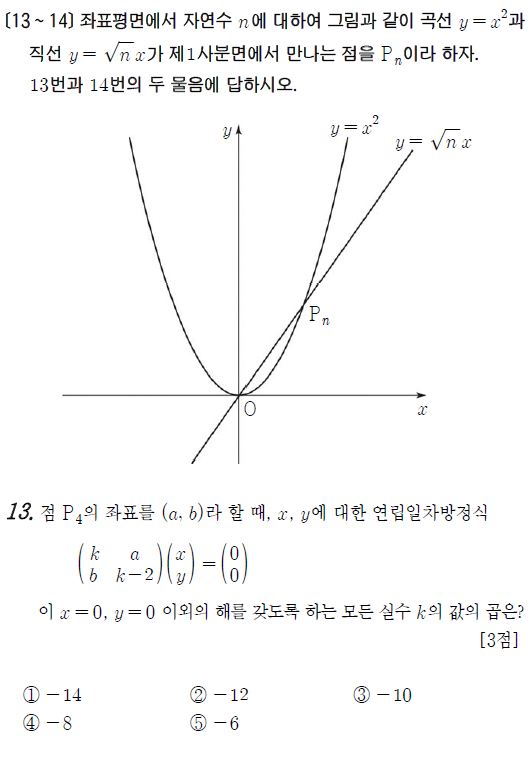 (13 ~ 14) 좌표평면에서 자연수 n에 대하여 그림과 같이 곡선 y = x²과
직선 y = √n x가 제1사분면에서 만나는 점을 Pₙ이라 하자.
13번과 14번의 두 물음에 답하시오.
y
y = x²
y = √n x
Pₙ
O
x
13. 점 P₄의 좌표를 (a, b)라 할 때, x, y에 대한 연립일차방정식
( k a ) ( x ) = ( 0 )
( b k-2 ) ( y ) ( 0 )
이 x = 0, y = 0 이외의 해를 갖도록 하는 모든 실수 k의 값의 곱은?
[3점]
① -14 ② -12 ③ -10
④ -8 ⑤ -6